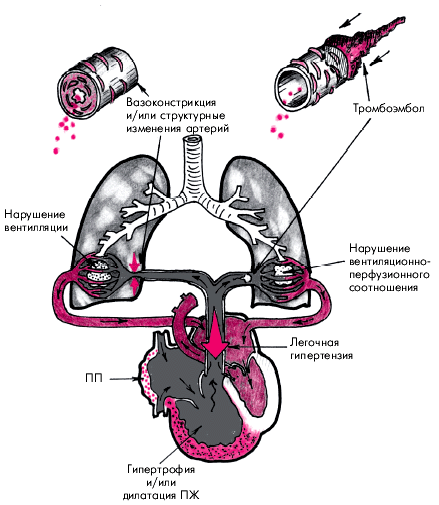 Вазоконстрикция
и/или структурные
изменения артерий
Тромбоэмбол
Нарушение
вентилляции
Нарушение
вентиляционно-
перфузионного
соотношения
Легочная
гипертензия
ПП
Гипертрофия
и/или
дилатация ПЖ